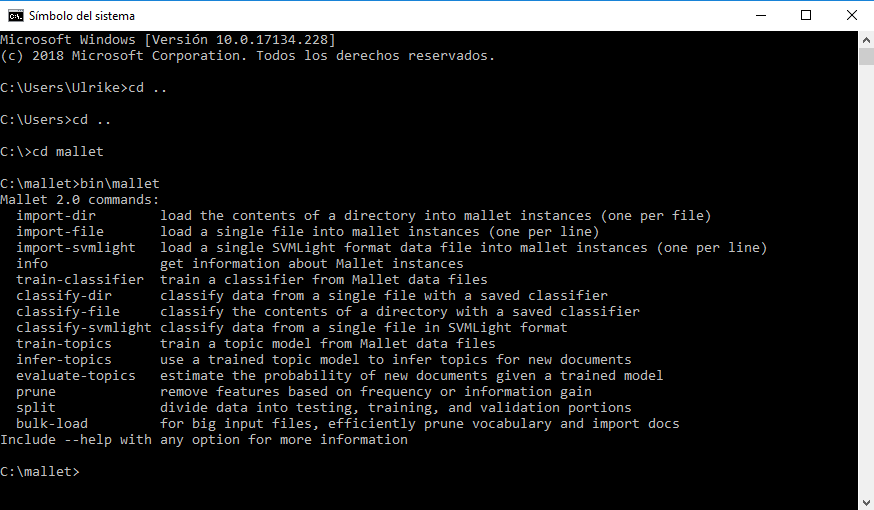 Símbolo del sistema
Microsoft Windows [Versión 10.0.17134.228]
(c) 2018 Microsoft Corporation. Todos los derechos reservados.
C:\Users\Ulrike>cd ..
C:\Users>cd ..
C:\>cd mallet
C:\mallet>bin\mallet
Mallet 2.0 commands:
  import-dir         load the contents of a directory into mallet instances (one per file)
  import-file        load a single file into mallet instances (one per line)
  import-svmlight    load a single SVMLight format data file into mallet instances (one per line)
  info               get information about Mallet instances
  train-classifier   train a classifier from Mallet data files
  classify-dir       classify data from a single file with a saved classifier
  classify-file      classify the contents of a directory with a saved classifier
  classify-svmlight  classify data from a single file in SVMLight format
  train-topics       train a topic model from Mallet data files
  infer-topics       use a trained topic model to infer topics for new documents
  evaluate-topics    estimate the probability of new documents given a trained model
  prune              remove features based on frequency or information gain
  split              divide data into testing, training, and validation portions
  bulk-load          for big input files, efficiently prune vocabulary and import docs
Include --help with any option for more information
C:\mallet>